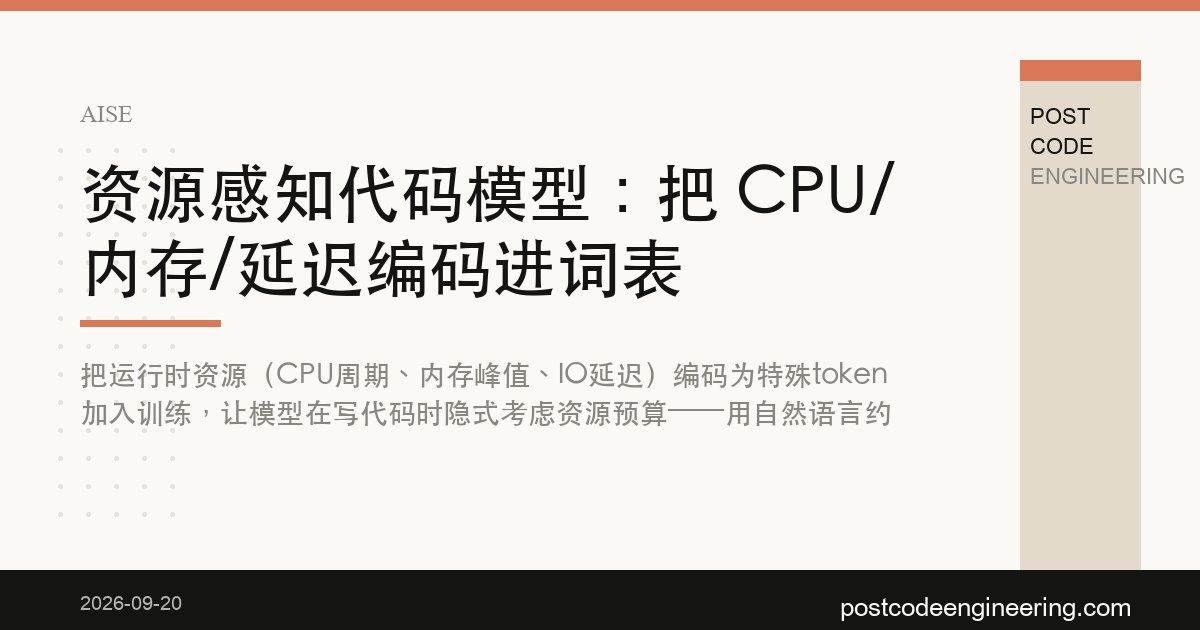 AISE
资源感知代码模型：把 CPU/
内存/延迟编码进词表
把运行时资源（CPU周期、内存峰值、IO延迟）编码为特殊token
加入训练，让模型在写代码时隐式考虑资源预算——用自然语言约
POST
CODE
ENGINEERING
2026-09-20
postcodeengineering.com